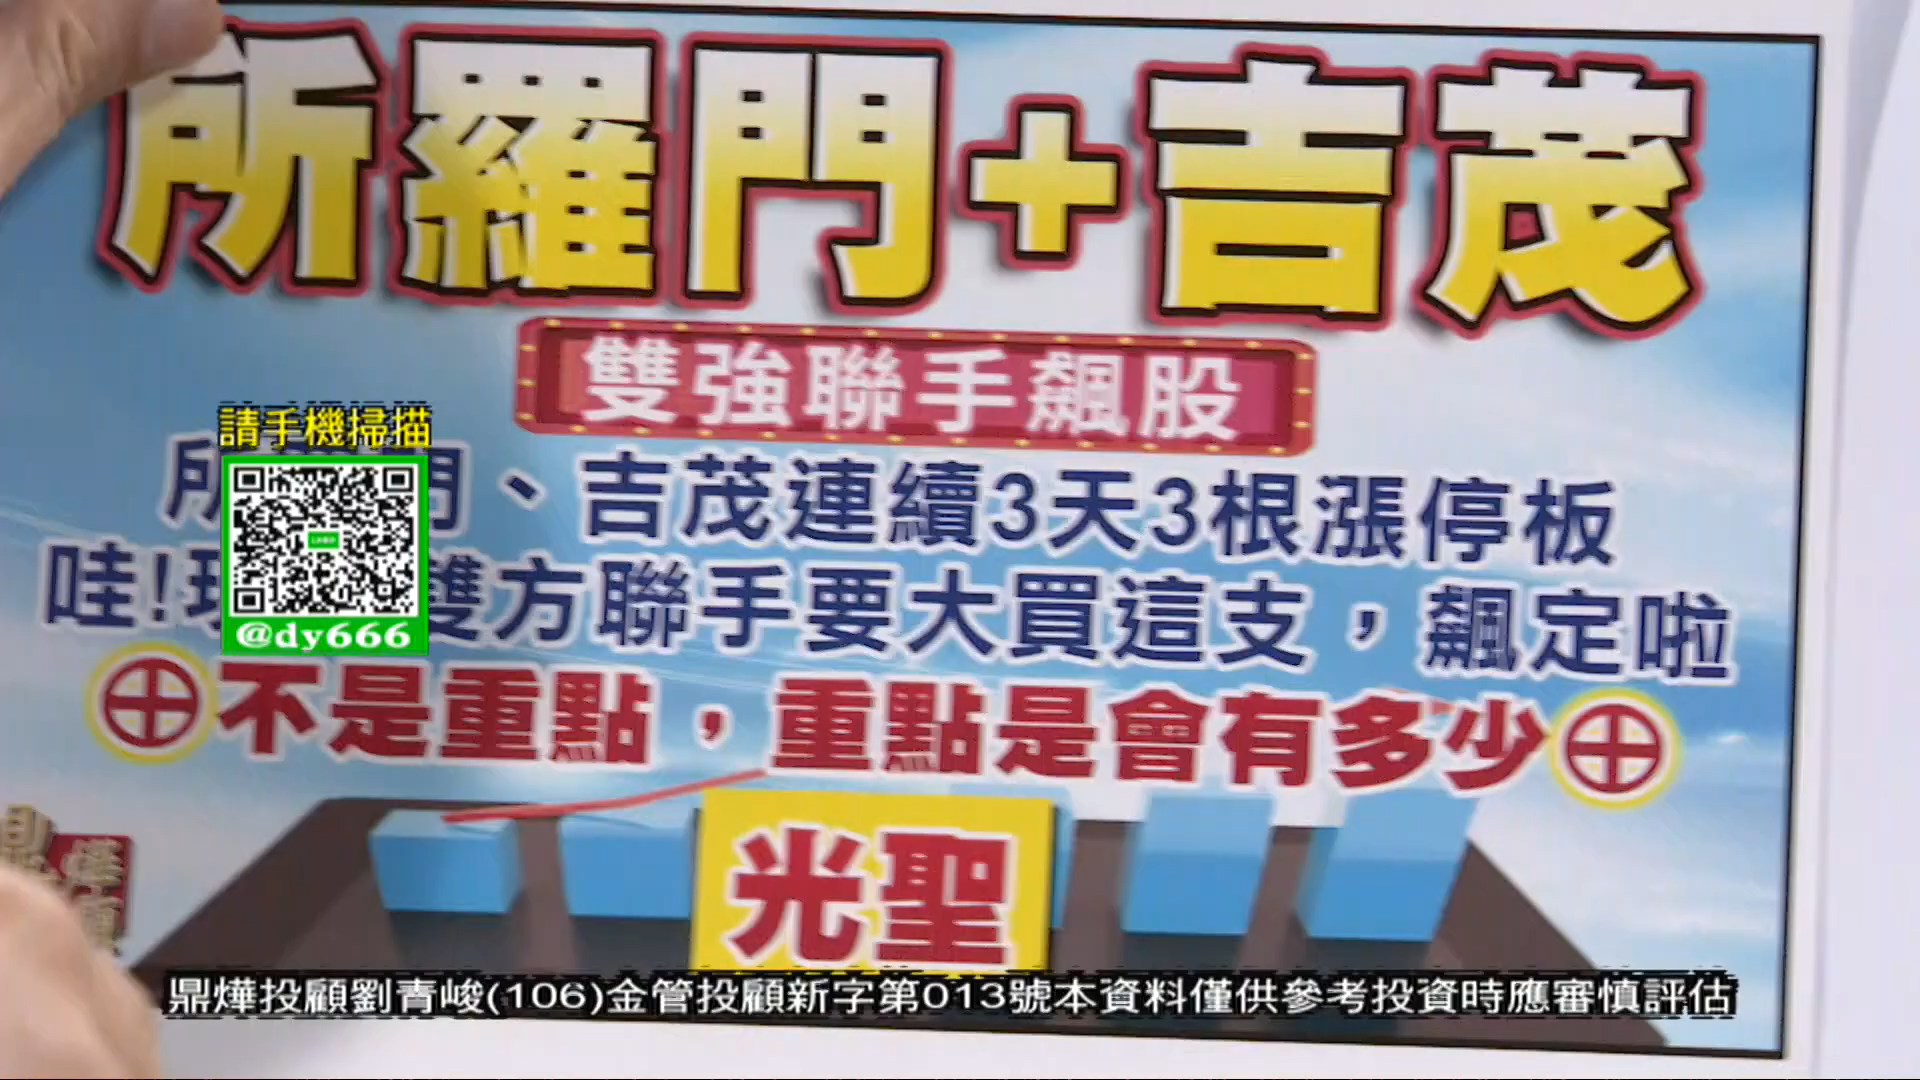 所羅門+吉茂
雙強聯手飆股
請手機掃描
所 門、吉茂連續3天3根漲停板
哇! 雙方聯手要大買這支，飆定啦
@dy666
不是重點，重點是會有多少
光聖
鼎燁投顧劉青峻(106)金管投顧新字第013號本資料僅供參考投資時應審慎評估